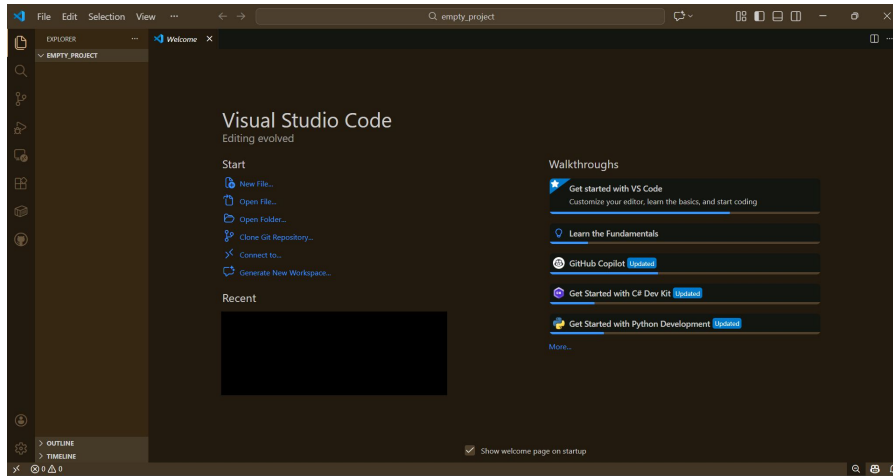 File Edit Selection View ··· empty_project
EXPLORER ··· Welcome
EMPTY_PROJECT
Visual Studio Code
Editing evolved
Start
New File...
Open File...
Open Folder...
Clone Git Repository...
Connect to...
Generate New Workspace...
Recent
Walkthroughs
Get started with VS Code
Customize your editor, learn the basics, and start coding
Learn the Fundamentals
GitHub Copilot Updated
Get Started with C# Dev Kit Updated
Get Started with Python Development Updated
More...
Show welcome page on startup
OUTLINE
TIMELINE
0 0